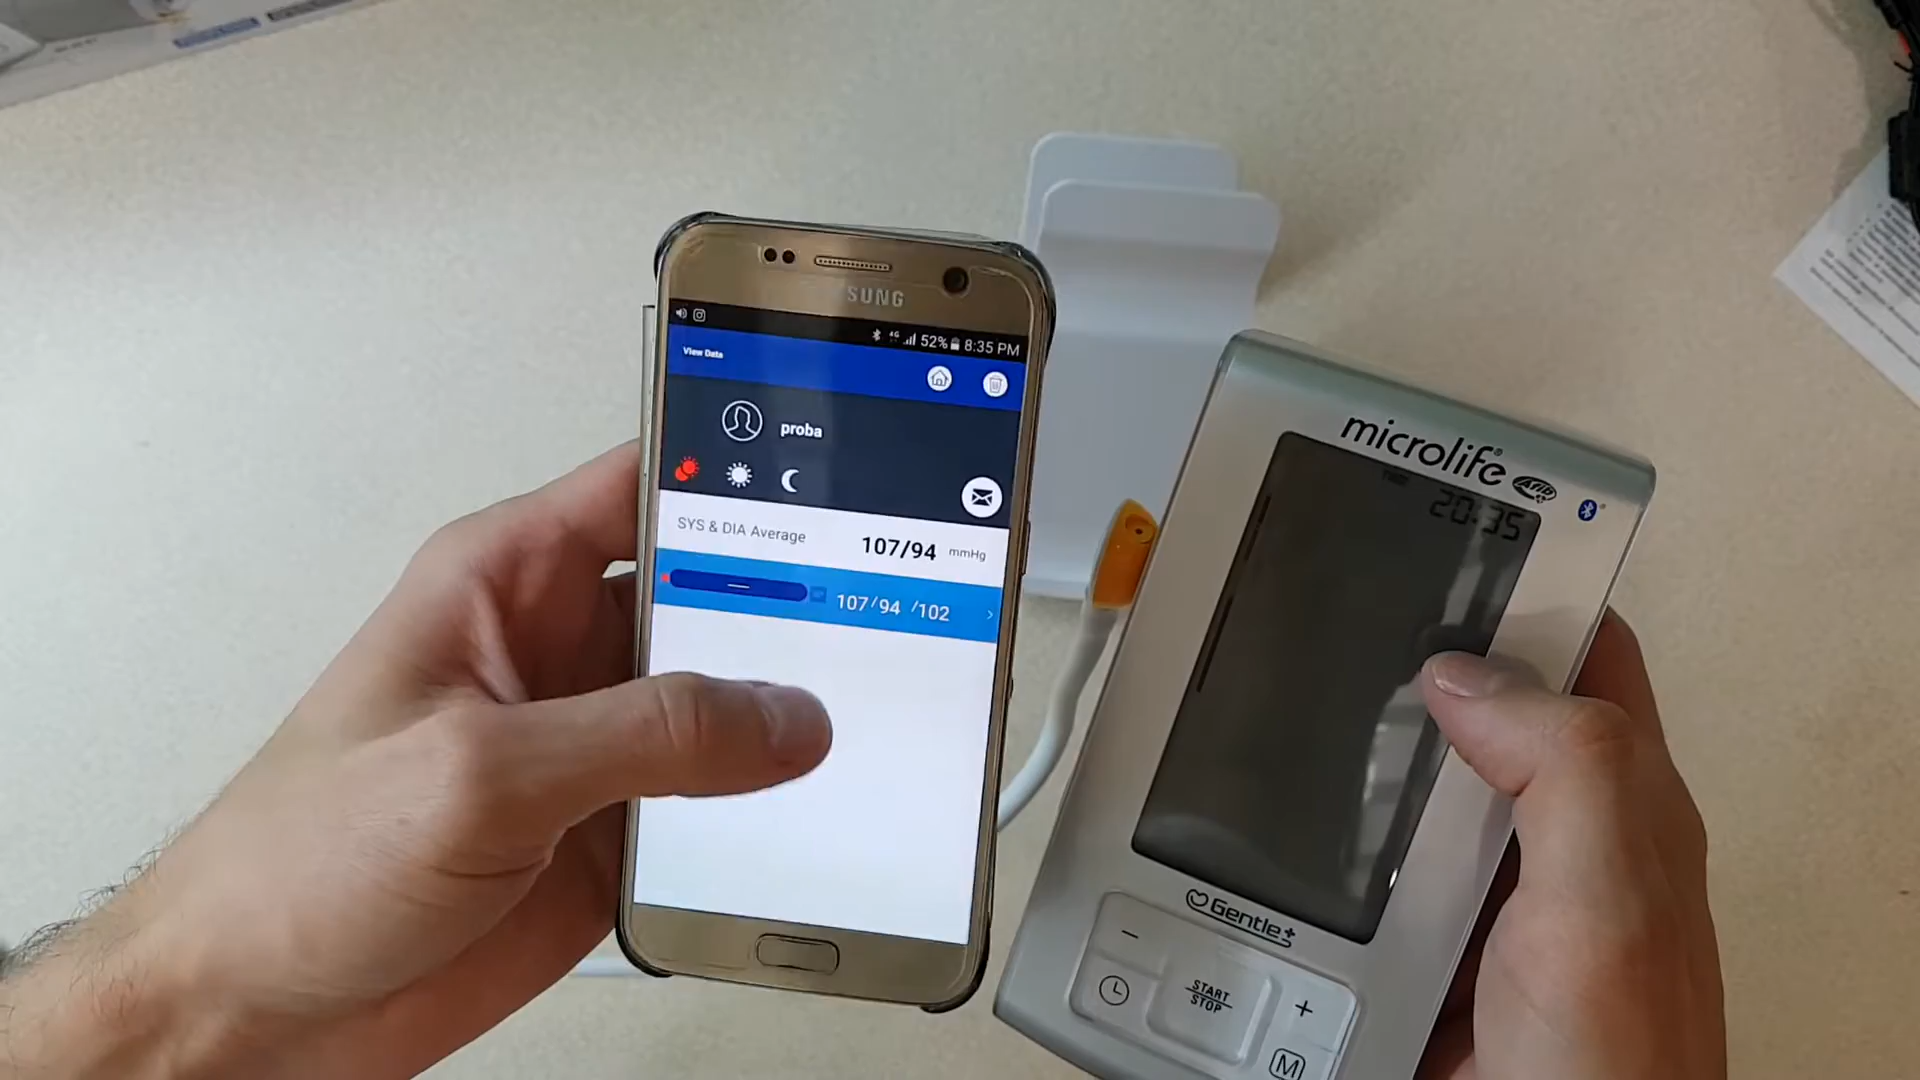 SUNG
52% 8:35 PM
View Data
proba
SYS & DIA Average
107/94 mmHg
107/94 /102
microlife
Afib
20:35
Gentle+
START
STOP
M